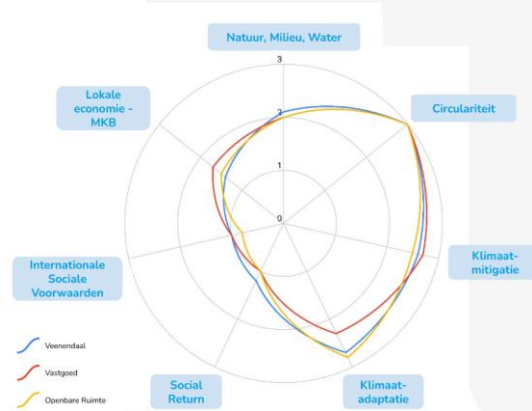 Natuur, Milieu, Water
3
Lokale
economie -
MKB
Circulariteit
2
1
0
Internationale
Sociale
Voorwaarden
Klimaat-
mitigatie
Veenendaal
Vastgoed
Openbare Ruimte
Social
Return
Klimaat-
adaptatie